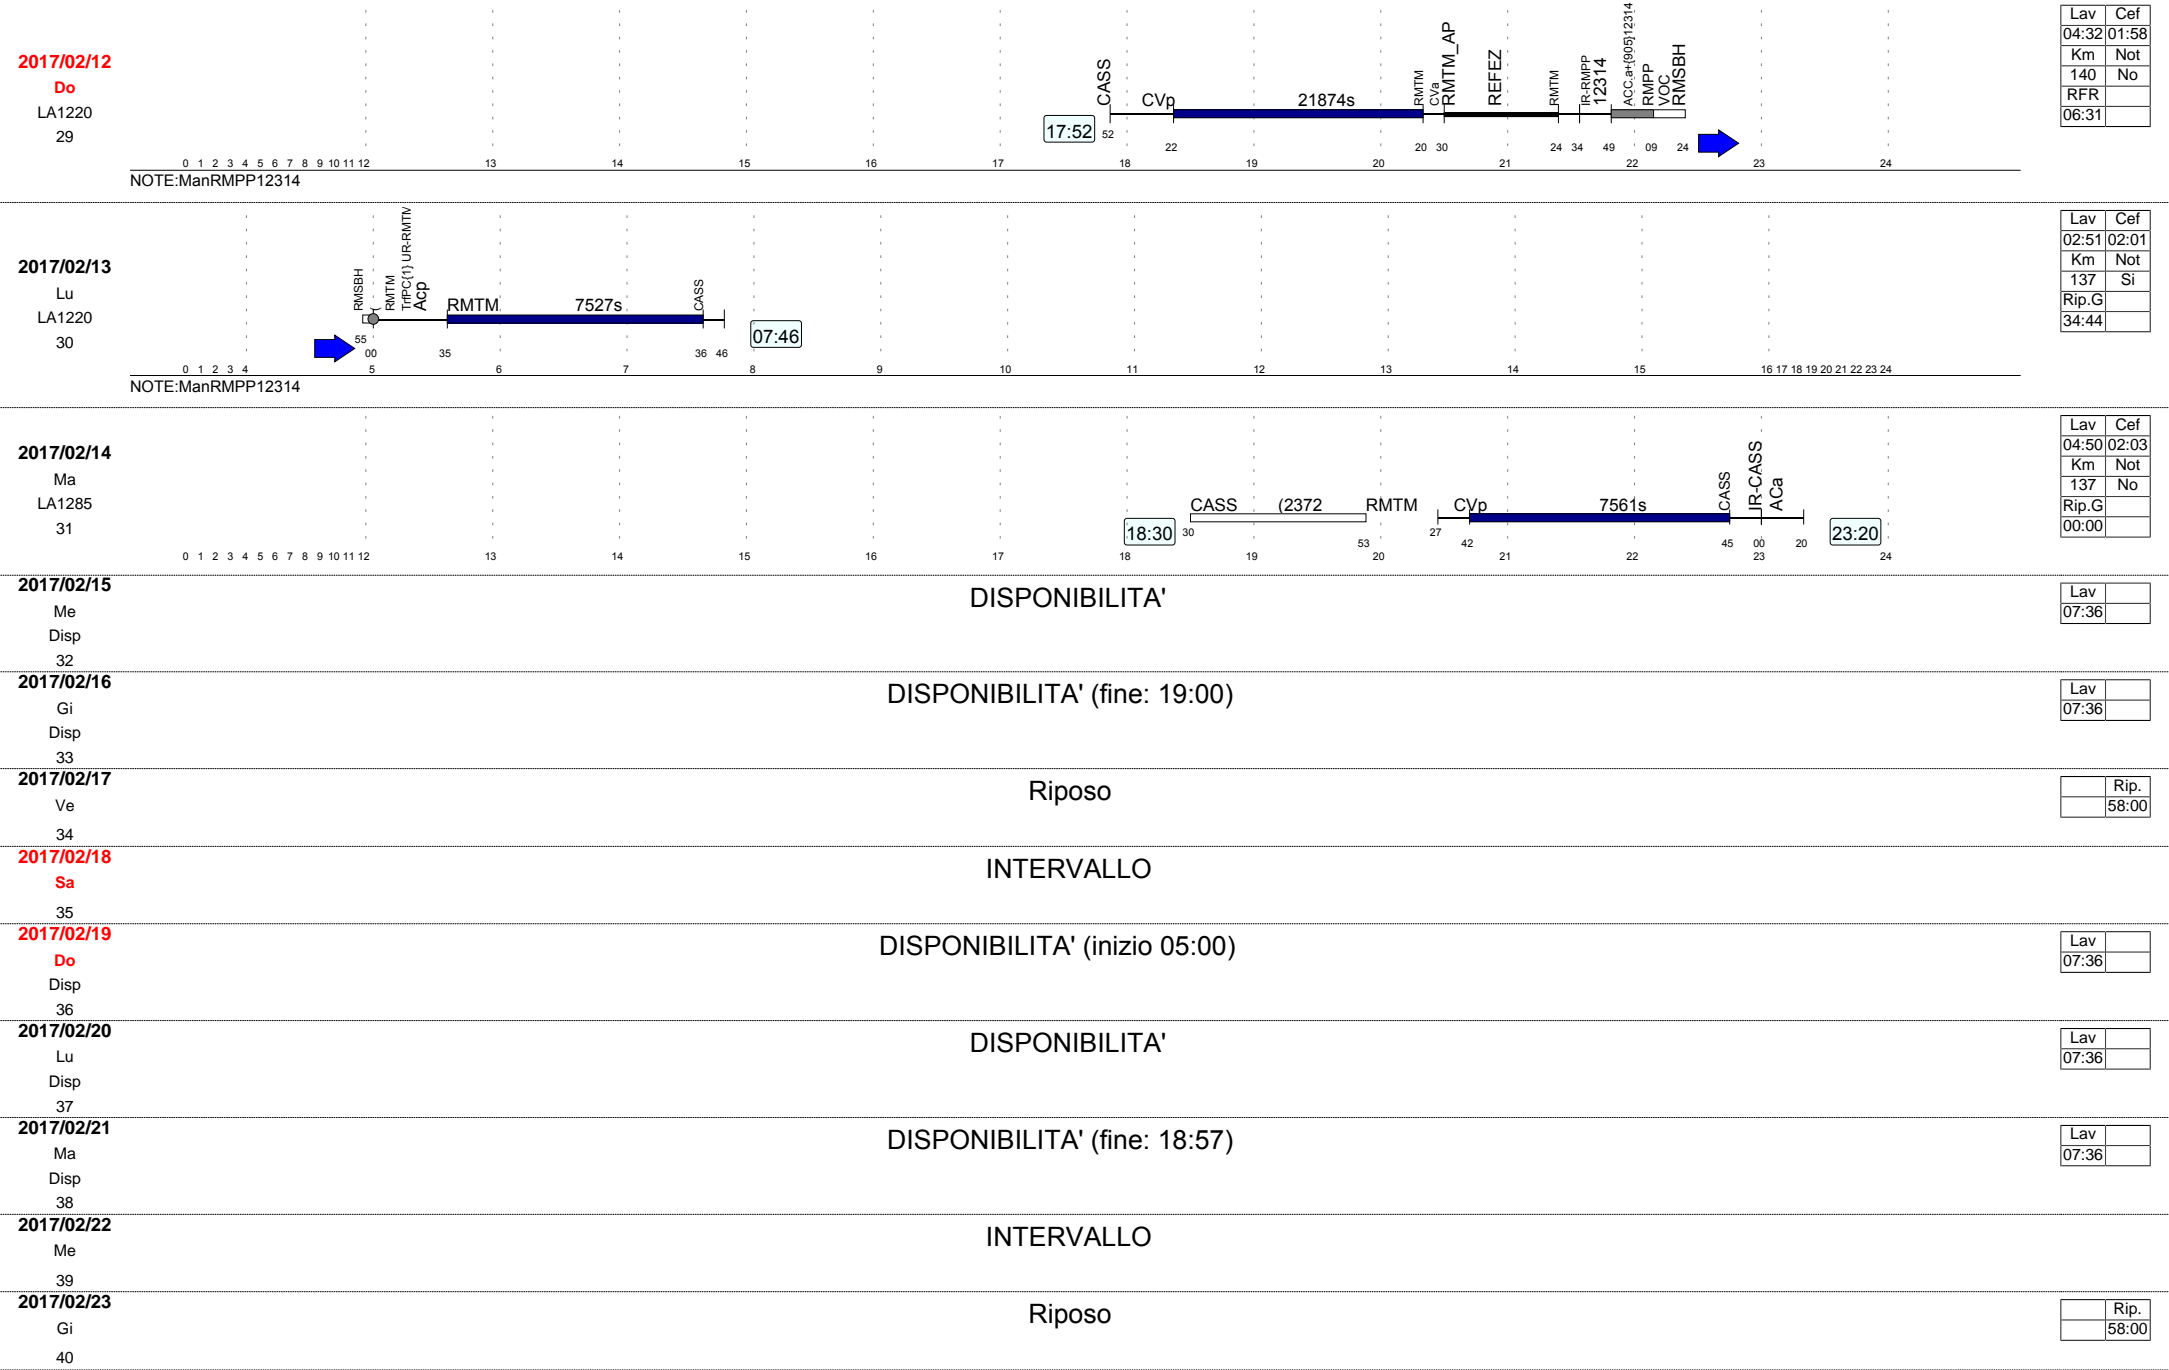 2017/02/12
Do
LA1220
29
17:52
CASS
CVp
21874s
RMTM
CVa
RMTM_AP
REFEZ
RMTM
IR-RMPP
12314
ACC.a+{905}12314
RMPP
VOC
RMSBH
52 22 20 30 24 34 49 09 24
0 1 2 3 4 5 6 7 8 9 10 11 12 13 14 15 16 17 18 19 20 21 22 23 24
NOTE:ManRMPP12314
Lav Cef
04:32 01:58
Km Not
140 No
RFR
06:31
2017/02/13
Lu
LA1220
30
RMSBH
(
RMTM
TrfPC{1} UR-RMTM
Acp
RMTM 7527s
CASS
07:46
55 00 35 36 46
0 1 2 3 4 5 6 7 8 9 10 11 12 13 14 15 16 17 18 19 20 21 22 23 24
NOTE:ManRMPP12314
Lav Cef
02:51 02:01
Km Not
137 Si
Rip.G
34:44
2017/02/14
Ma
LA1285
31
18:30
CASS (2372 RMTM
CVp 7561s
CASS
IR-CASS
ACa
23:20
30 53 27 42 45 00 20
0 1 2 3 4 5 6 7 8 9 10 11 12 13 14 15 16 17 18 19 20 21 22 23 24
Lav Cef
04:50 02:03
Km Not
137 No
Rip.G
00:00
2017/02/15
Me
Disp
32
DISPONIBILITA'
Lav
07:36
2017/02/16
Gi
Disp
33
DISPONIBILITA' (fine: 19:00)
Lav
07:36
2017/02/17
Ve
34
Riposo
Rip.
58:00
2017/02/18
Sa
35
INTERVALLO
2017/02/19
Do
Disp
36
DISPONIBILITA' (inizio 05:00)
Lav
07:36
2017/02/20
Lu
Disp
37
DISPONIBILITA'
Lav
07:36
2017/02/21
Ma
Disp
38
DISPONIBILITA' (fine: 18:57)
Lav
07:36
2017/02/22
Me
39
INTERVALLO
2017/02/23
Gi
40
Riposo
Rip.
58:00